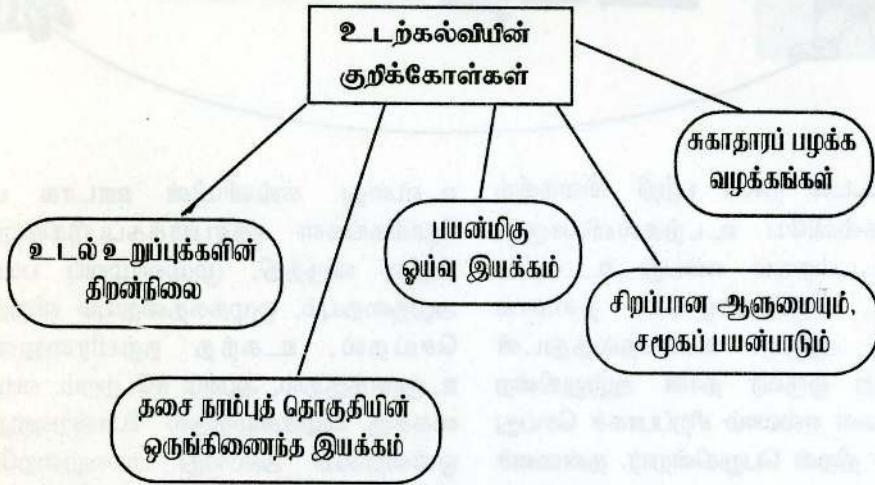 உடற்கல்வியின்
குறிக்கோள்கள்
சுகாதாரப் பழக்க
வழக்கங்கள்
உடல் உறுப்புக்களின்
திறன்நிலை
பயன்மிகு
ஓய்வு இயக்கம்
சிறப்பான ஆளுமையும்,
சமூகப் பயன்பாடும்
தசை நரம்புத் தொகுதியின்
ஒருங்கிணைந்த இயக்கம்